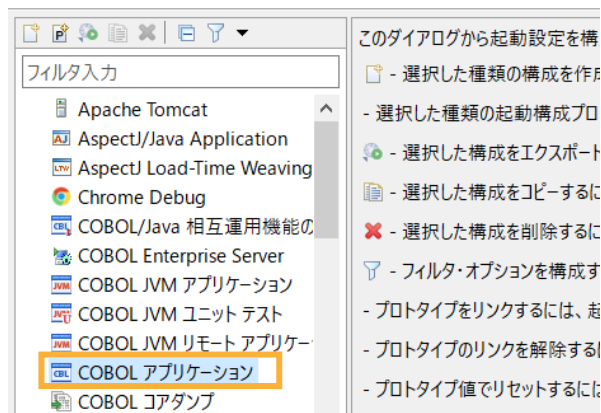 フィルタ入力
Apache Tomcat
AspectJ/Java Application
AspectJ Load-Time Weaving
Chrome Debug
COBOL/Java 相互運用機能の
COBOL Enterprise Server
COBOL JVM アプリケーション
COBOL JVM ユニット テスト
COBOL JVM リモート アプリケー
COBOL アプリケーション
COBOL コアダンプ
このダイアログから起動設定を構
- 選択した種類の構成を作成
- 選択した種類の起動構成プロ
- 選択した構成をエクスポート
- 選択した構成をコピーするに
- 選択した構成を削除するに
- フィルタ・オプションを構成す
- プロトタイプをリンクするには、起
- プロトタイプのリンクを解除する
- プロトタイプ値でリセットするには